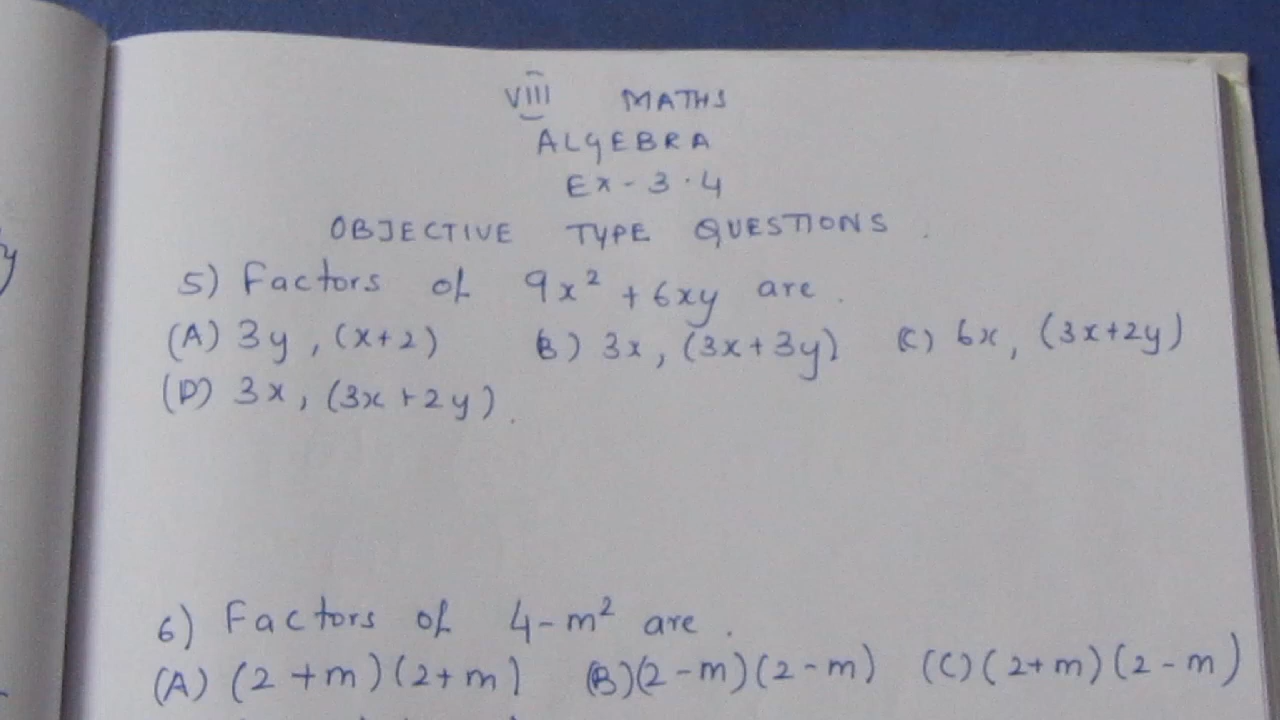 VIII MATHS
ALGEBRA
Ex - 3.4
OBJECTIVE TYPE QUESTIONS.
5) Factors of 9x² + 6xy are.
(A) 3y, (x+2) B) 3x, (3x+3y) (C) 6x, (3x+2y)
(D) 3x, (3x+2y).
6) Factors of 4-m² are.
(A) (2+m)(2+m) (B)(2-m)(2-m) (C)(2+m)(2-m)